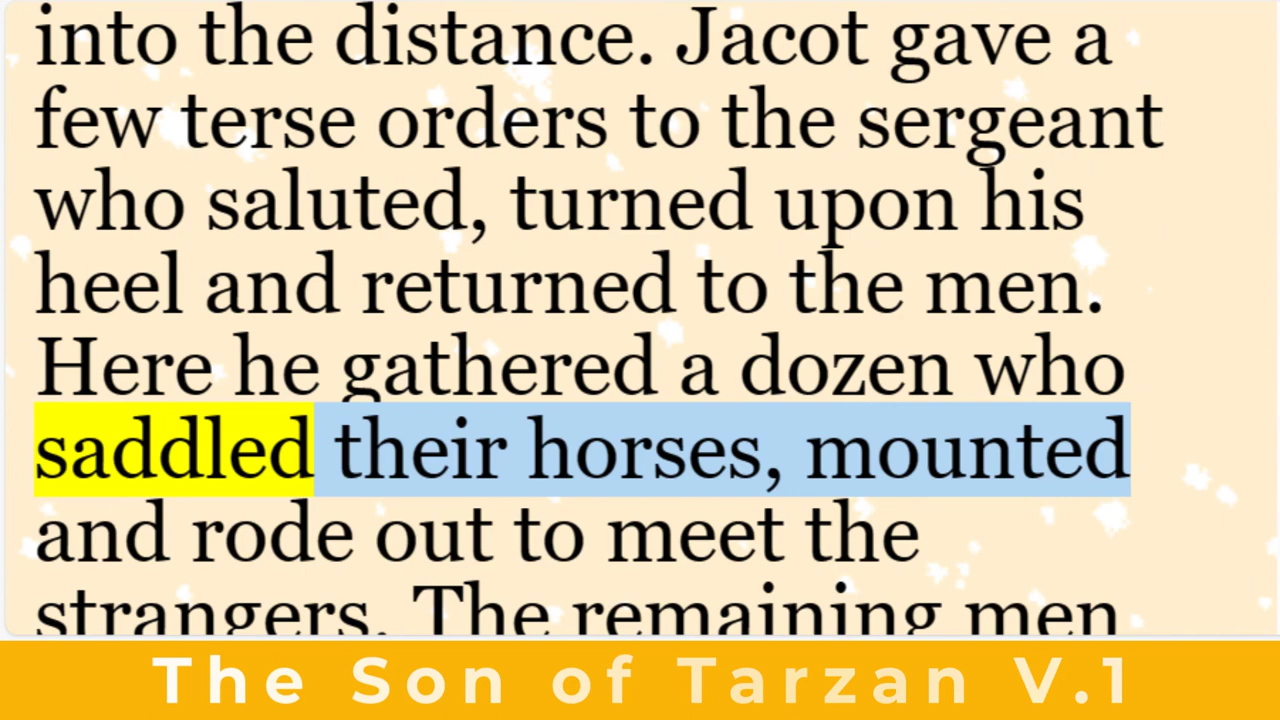 into the distance. Jacot gave a
few terse orders to the sergeant
who saluted, turned upon his
heel and returned to the men.
Here he gathered a dozen who
saddled their horses, mounted
and rode out to meet the
strangers. The remaining men
The Son of Tarzan V.1